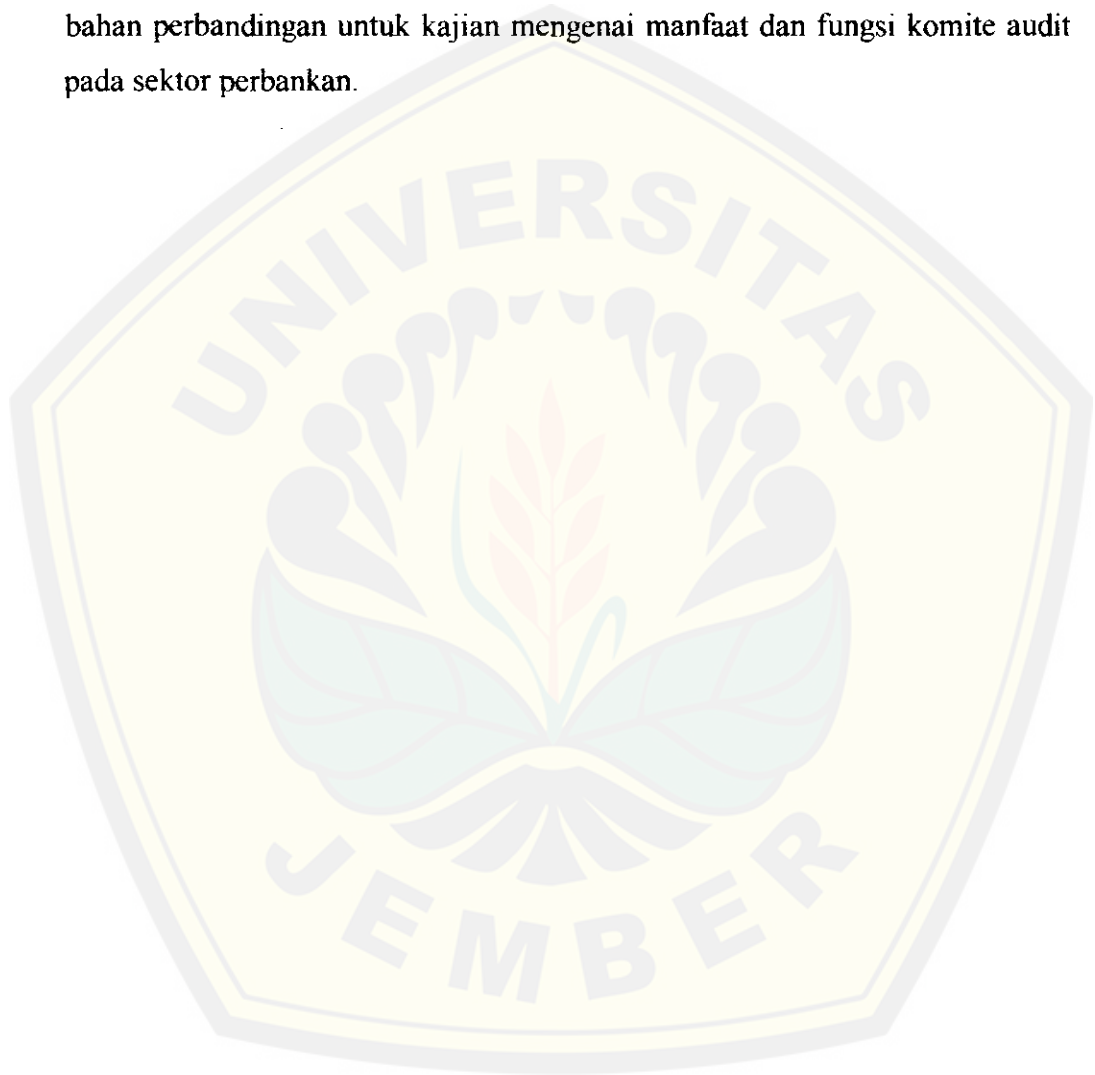 bahan perbandingan untuk kajian mengenai manfaat dan fungsi komite audit
pada sektor perbankan.
UNIVERSITAS
JEMBER